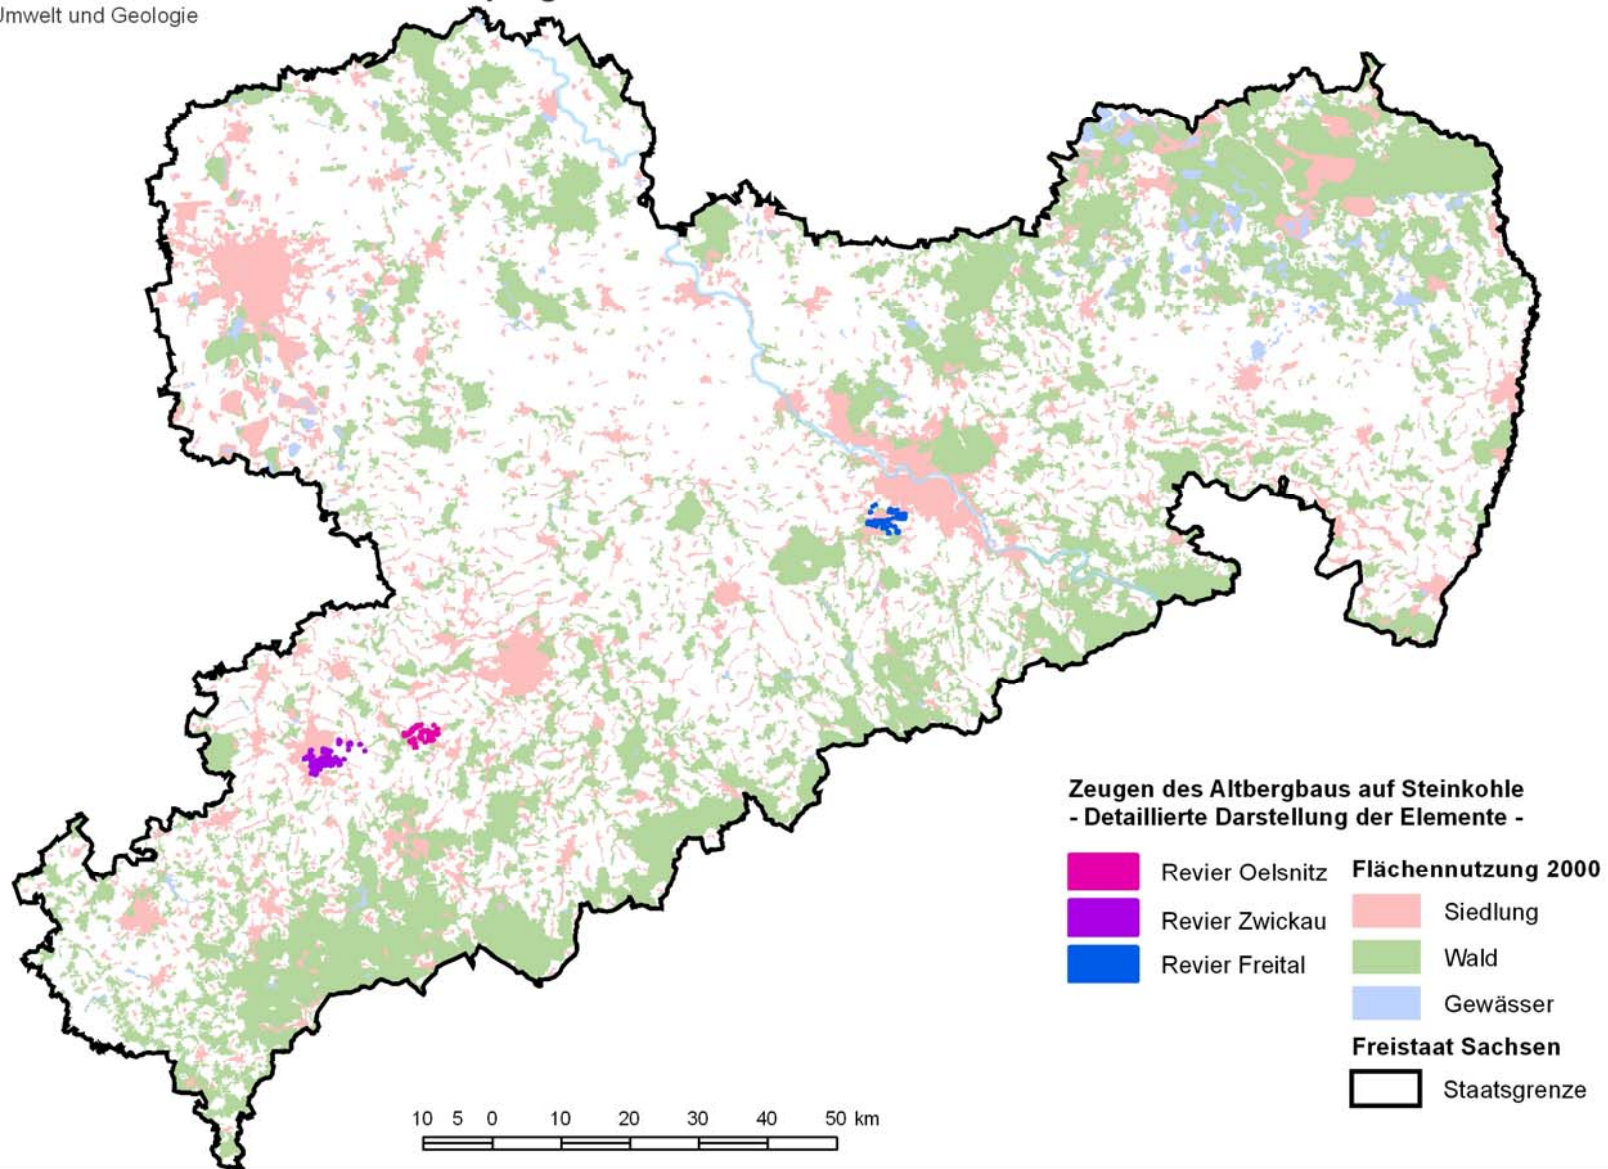 Umwelt und Geologie
Zeugen des Altbergbaus auf Steinkohle
- Detaillierte Darstellung der Elemente -
Revier Oelsnitz
Revier Zwickau
Revier Freital
Flächennutzung 2000
Siedlung
Wald
Gewässer
Freistaat Sachsen
Staatsgrenze
10 5 0 10 20 30 40 50 km